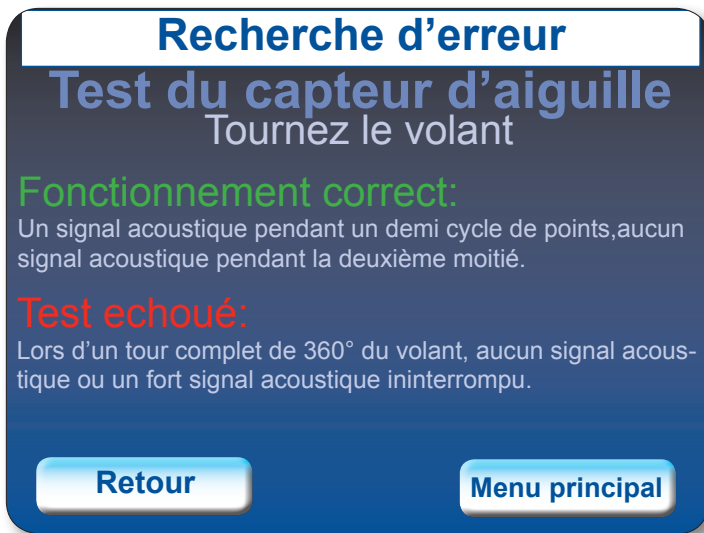 Recherche d’erreur
Test du capteur d’aiguille
Tournez le volant
Fonctionnement correct:
Un signal acoustique pendant un demi cycle de points,aucun
signal acoustique pendant la deuxième moitié.
Test echoué:
Lors d’un tour complet de 360° du volant, aucun signal acous-
tique ou un fort signal acoustique ininterrompu.
Retour
Menu principal